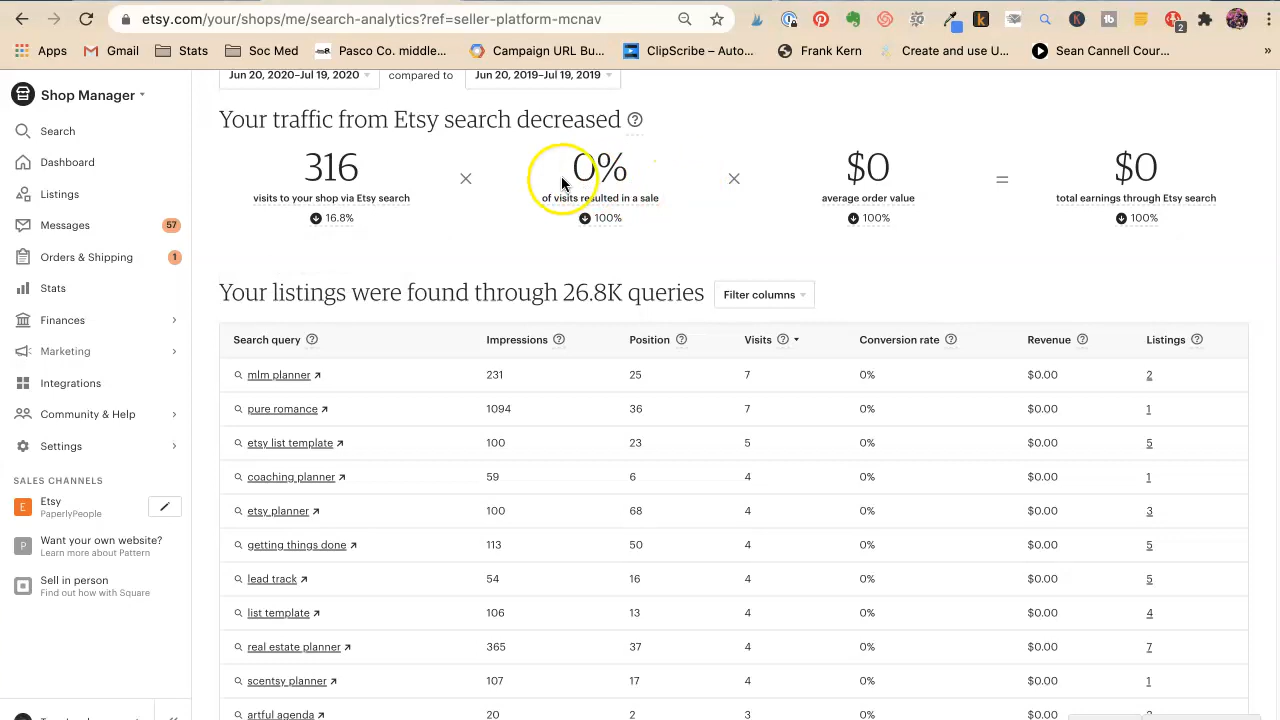 etsy.com/your/shops/me/search-analytics?ref=seller-platform-mcnav
2
Apps Gmail Stats Soc Med Pasco Co. middle... Campaign URL Bu... ClipScribe – Auto... Frank Kern Create and use U... Sean Cannell Cour... »
Jun 20, 2020–Jul 19, 2020 compared to Jun 20, 2019–Jul 19, 2019
Shop Manager
Search
Dashboard
Listings
Messages 57
Orders & Shipping 1
Stats
Finances
Marketing
Integrations
Community & Help
Settings
SALES CHANNELS
E Etsy
PaperlyPeople
P Want your own website?
Learn more about Pattern
Sell in person
Find out how with Square
Your traffic from Etsy search decreased ?
316 × 0% × $0 = $0
visits to your shop via Etsy search of visits resulted in a sale average order value total earnings through Etsy search
16.8% 100% 100% 100%
Your listings were found through 26.8K queries Filter columns
Search query ? Impressions ? Position ? Visits ? Conversion rate ? Revenue ? Listings ?
mlm planner 231 25 7 0% $0.00 2
pure romance 1094 36 7 0% $0.00 1
etsy list template 100 23 5 0% $0.00 5
coaching planner 59 6 4 0% $0.00 1
etsy planner 100 68 4 0% $0.00 3
getting things done 113 50 4 0% $0.00 5
lead track 54 16 4 0% $0.00 5
list template 106 13 4 0% $0.00 4
real estate planner 365 37 4 0% $0.00 7
scentsy planner 107 17 4 0% $0.00 1
artful agenda 20 2 3 0% $0.00